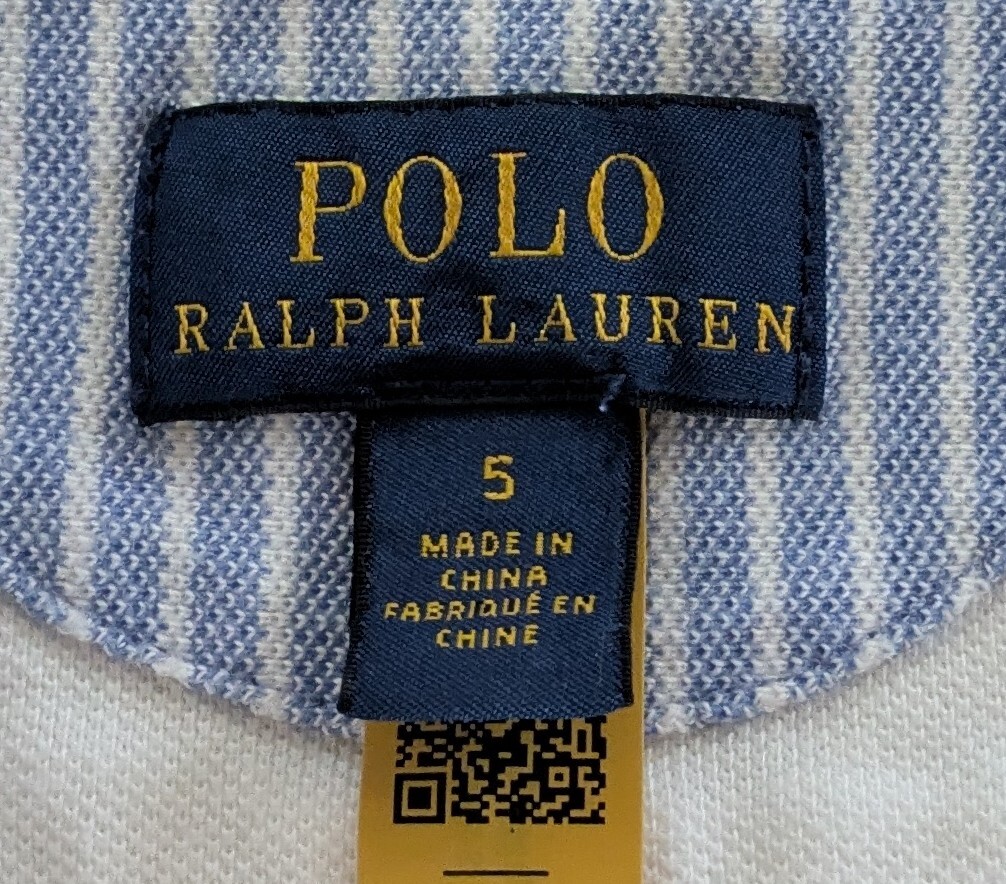 POLO
RALPH LAUREN
5
MADE IN
CHINA
FABRIQUÉ EN
CHINE